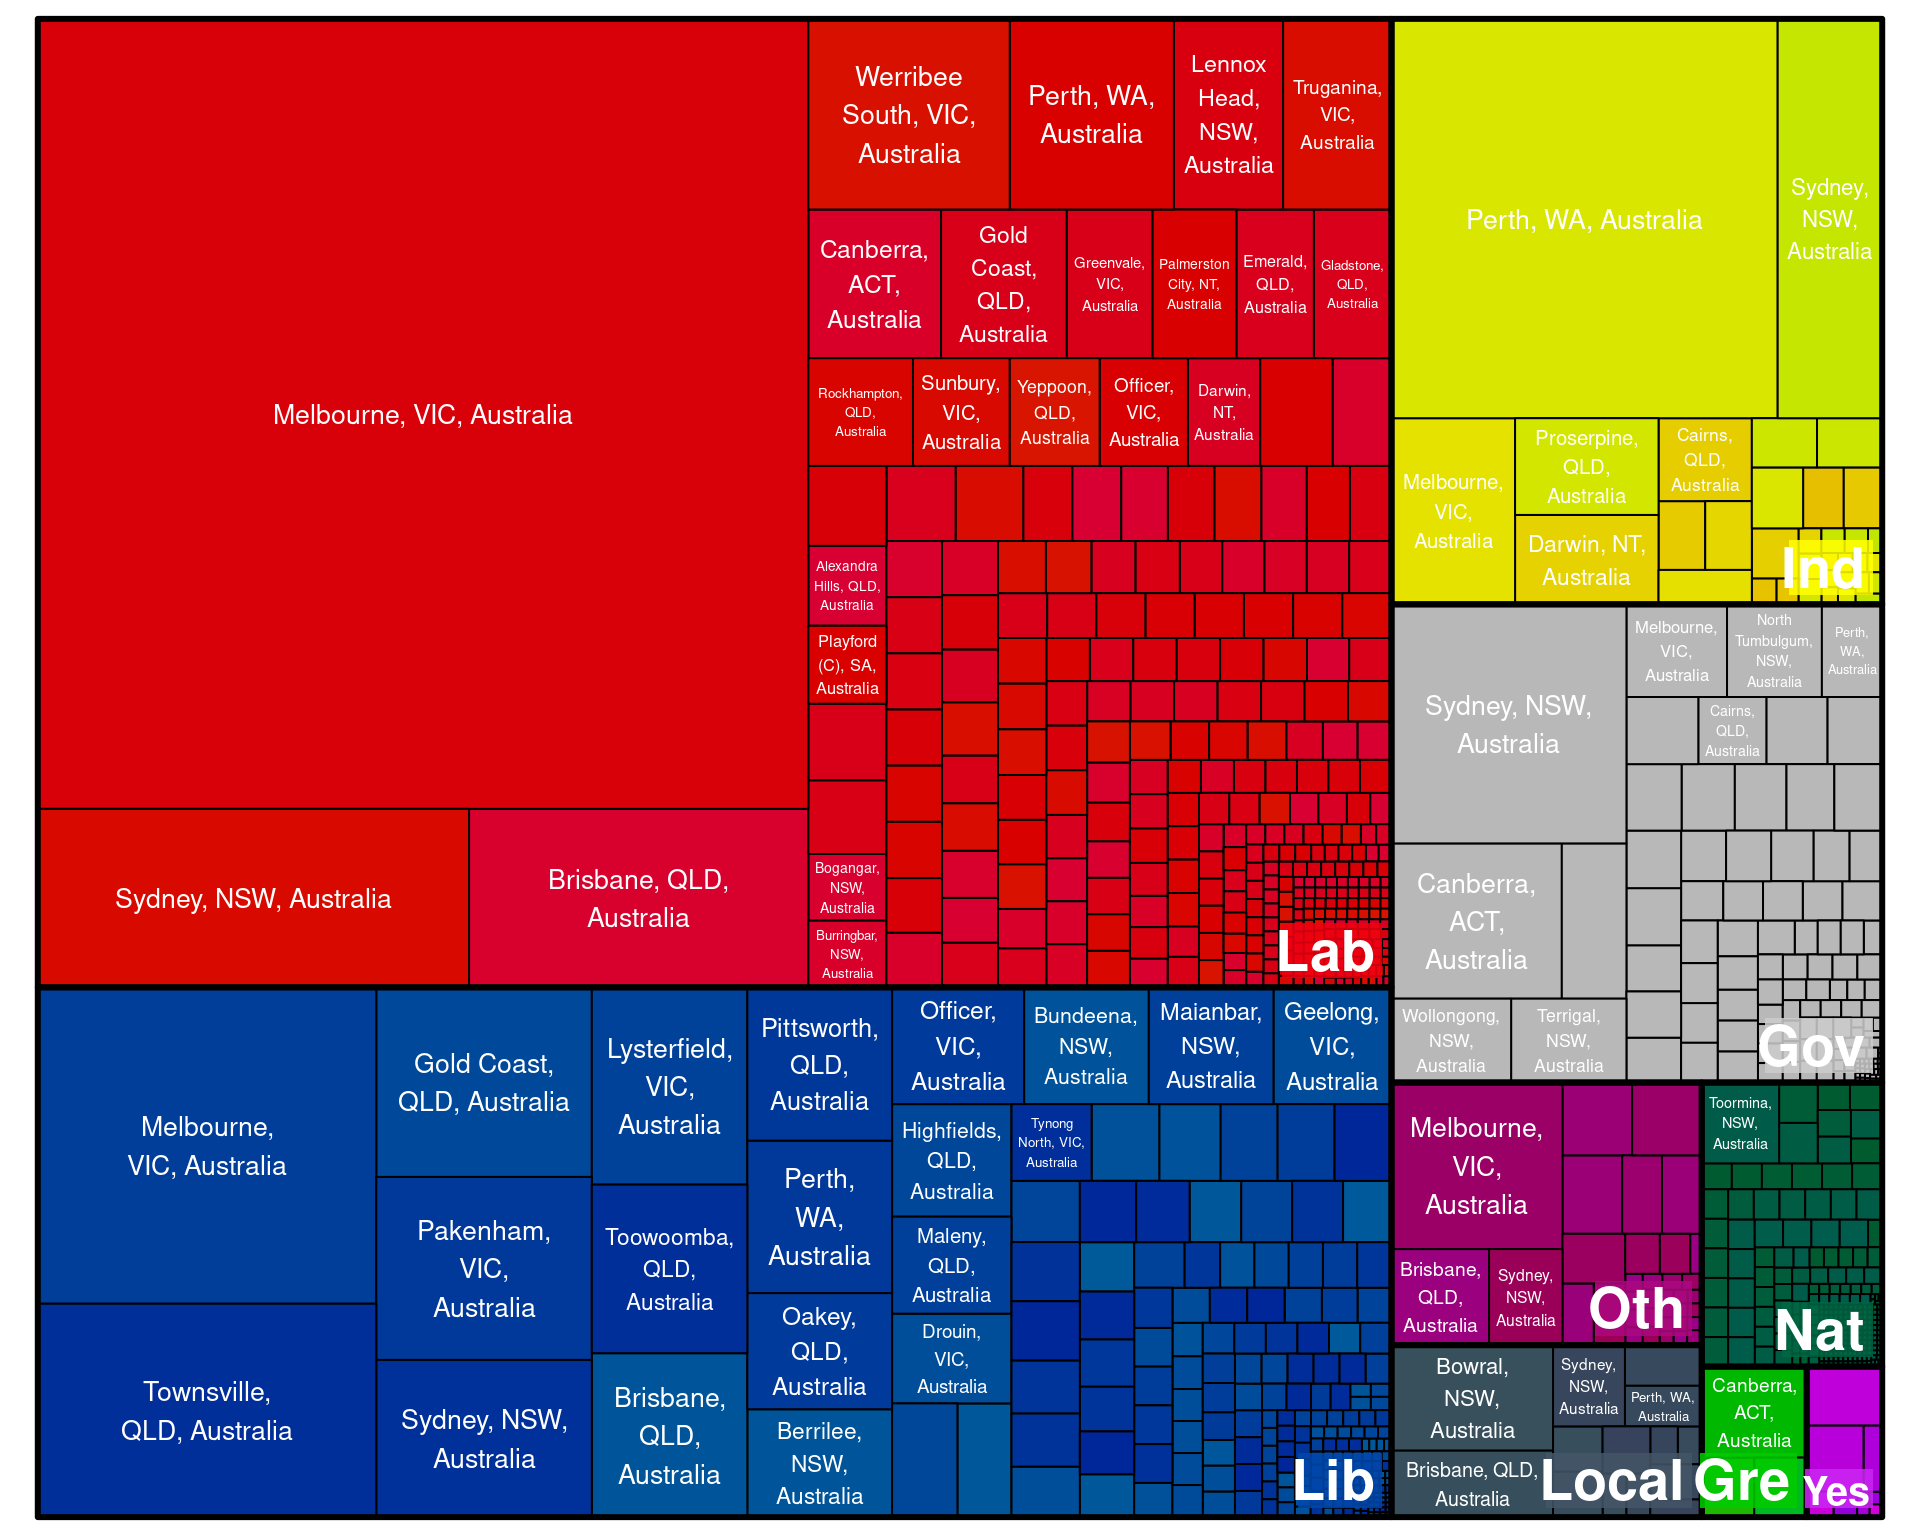 Melbourne, VIC, Australia
Sydney, NSW, Australia
Brisbane, QLD,
Australia
Werribee
South, VIC,
Australia
Perth, WA,
Australia
Lennox
Head,
NSW,
Australia
Truganina,
VIC,
Australia
Canberra,
ACT,
Australia
Gold
Coast,
QLD,
Australia
Greenvale,
VIC,
Australia
Palmerston
City, NT,
Australia
Emerald,
QLD,
Australia
Gladstone,
QLD,
Australia
Rockhampton,
QLD,
Australia
Sunbury,
VIC,
Australia
Yeppoon,
QLD,
Australia
Officer,
VIC,
Australia
Darwin,
NT,
Australia
Alexandra
Hills, QLD,
Australia
Playford
(C), SA,
Australia
Bogangar,
NSW,
Australia
Burringbar,
NSW,
Australia
Lab
Perth, WA, Australia
Sydney,
NSW,
Australia
Melbourne,
VIC,
Australia
Proserpine,
QLD,
Australia
Darwin, NT,
Australia
Cairns,
QLD,
Australia
Ind
Sydney, NSW,
Australia
Melbourne,
VIC,
Australia
North
Tumbulgum,
NSW,
Australia
Perth,
WA,
Australia
Cairns,
QLD,
Australia
Canberra,
ACT,
Australia
Wollongong,
NSW,
Australia
Terrigal,
NSW,
Australia
Gov
Melbourne,
VIC, Australia
Townsville,
QLD, Australia
Gold Coast,
QLD, Australia
Pakenham,
VIC,
Australia
Sydney, NSW,
Australia
Lysterfield,
VIC,
Australia
Toowoomba,
QLD,
Australia
Brisbane,
QLD,
Australia
Pittsworth,
QLD,
Australia
Perth,
WA,
Australia
Oakey,
QLD,
Australia
Berrilee,
NSW,
Australia
Officer,
VIC,
Australia
Bundeena,
NSW,
Australia
Maianbar,
NSW,
Australia
Geelong,
VIC,
Australia
Highfields,
QLD,
Australia
Tynong
North, VIC,
Australia
Maleny,
QLD,
Australia
Drouin,
VIC,
Australia
Lib
Melbourne,
VIC,
Australia
Brisbane,
QLD,
Australia
Sydney,
NSW,
Australia
Oth
Toormina,
NSW,
Australia
Nat
Bowral,
NSW,
Australia
Brisbane, QLD,
Australia
Sydney,
NSW,
Australia
Perth, WA,
Australia
Local
Canberra,
ACT,
Australia
Gre
Yes